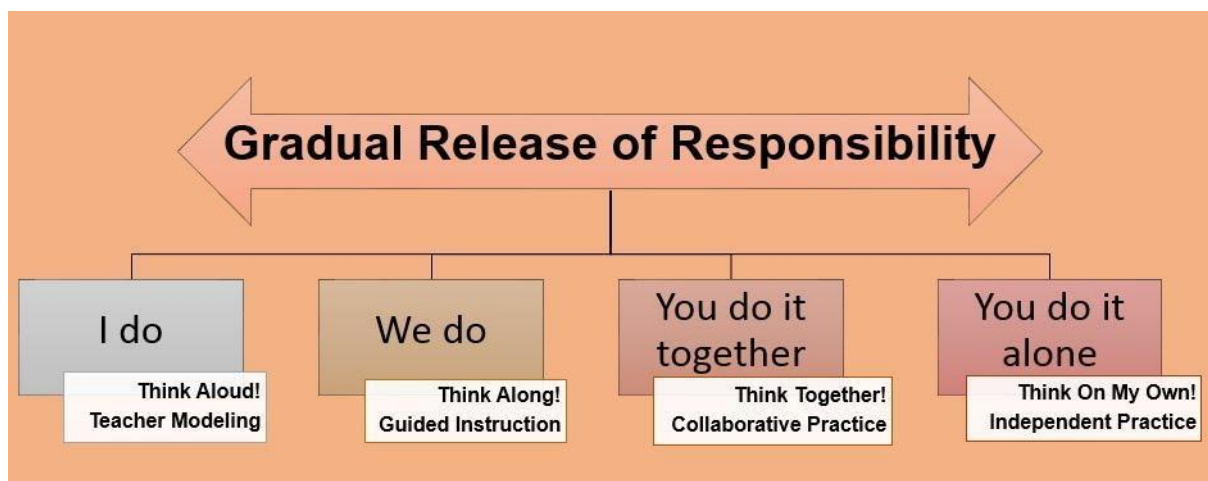 Gradual Release of Responsibility
I do
Think Aloud!
Teacher Modeling
We do
Think Along!
Guided Instruction
You do it
together
Think Together!
Collaborative Practice
You do it
alone
Think On My Own!
Independent Practice